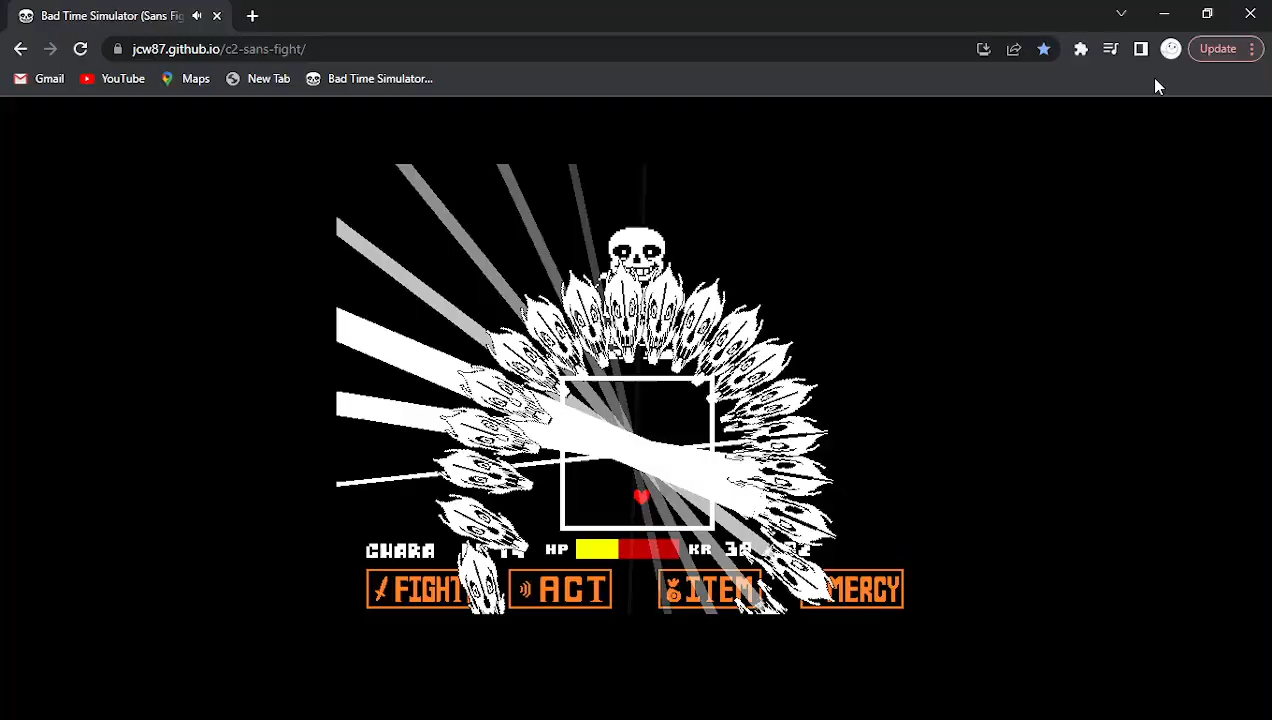 Bad Time Simulator (Sans Fig
jcw87.github.io/c2-sans-fight/
Update
Gmail YouTube Maps New Tab Bad Time Simulator...
CHARA HP KR
FIGHT ACT ITEM MERCY